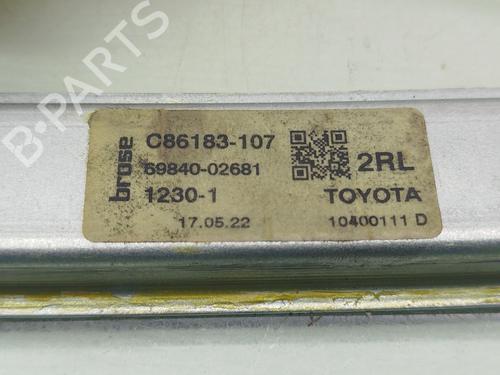 B-PARTS
brose
C86183-107
69840-02681
2RL
1230-1
TOYOTA
17.05.22
10400111 D